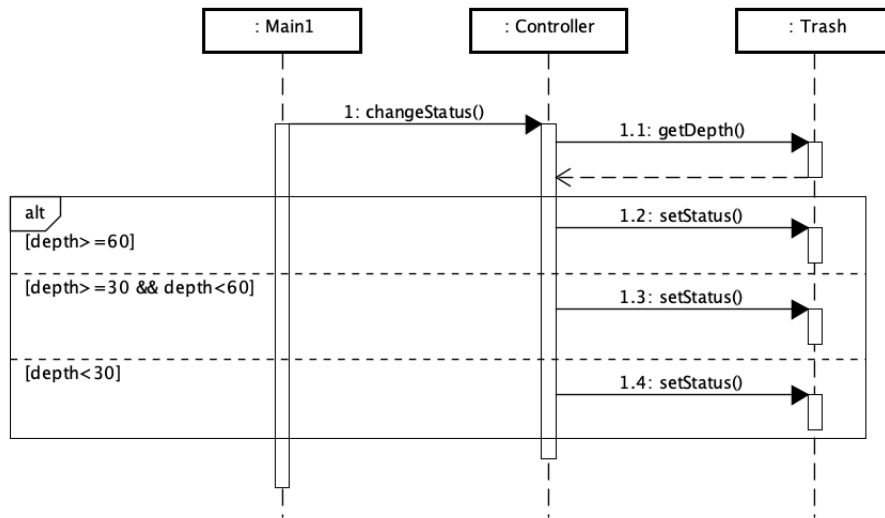 : Main1
: Controller
: Trash
1: changeStatus()
1.1: getDepth()
alt
1.2: setStatus()
[depth>=60]
[depth>=30 && depth<60]
1.3: setStatus()
[depth<30]
1.4: setStatus()